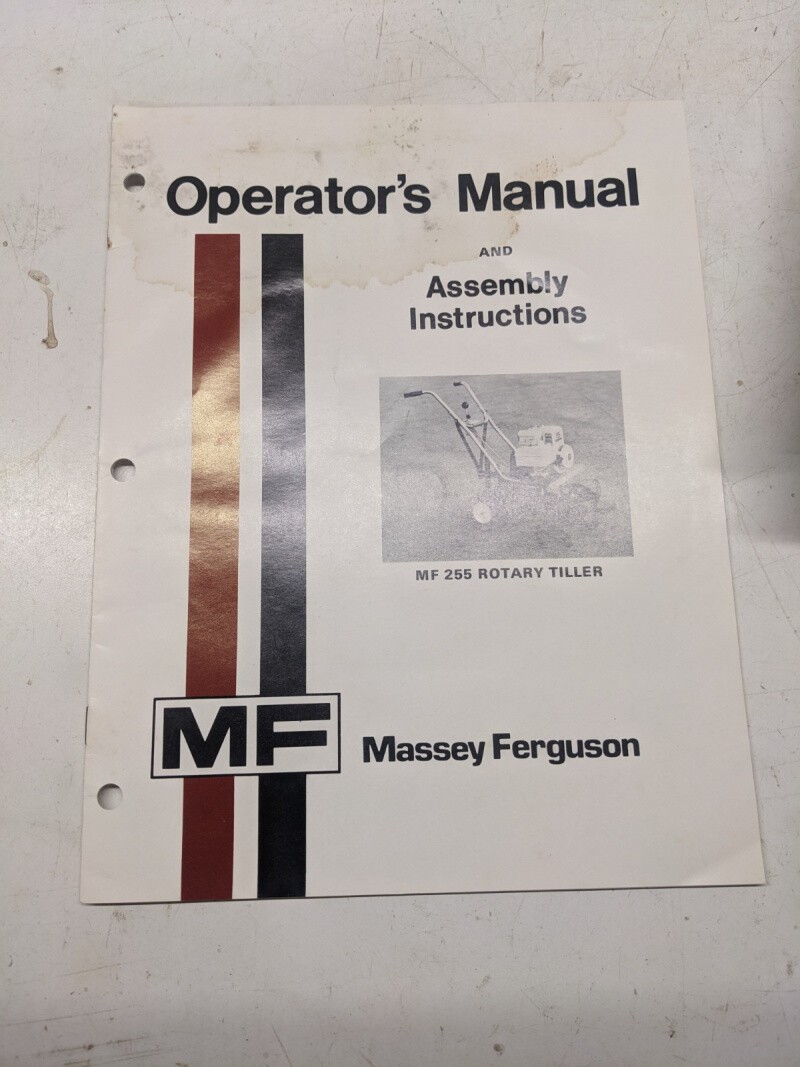 Operator's Manual
AND
Assembly
Instructions
MF 255 ROTARY TILLER
MF
Massey Ferguson